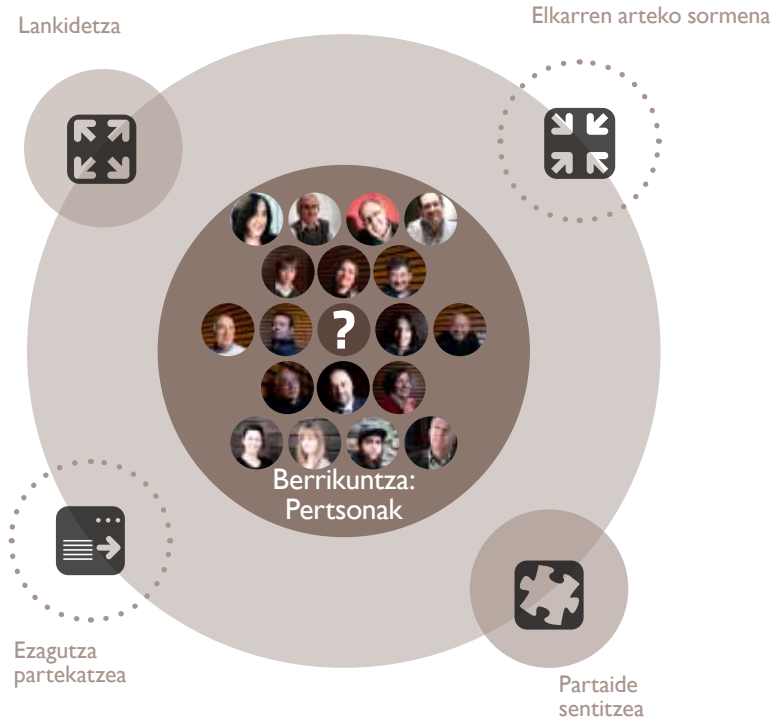 Lankidetza
Elkarren arteko sormena
?
Berrikuntza:
Pertsonak
Ezagutza
partekatzea
Partaide
sentitzea